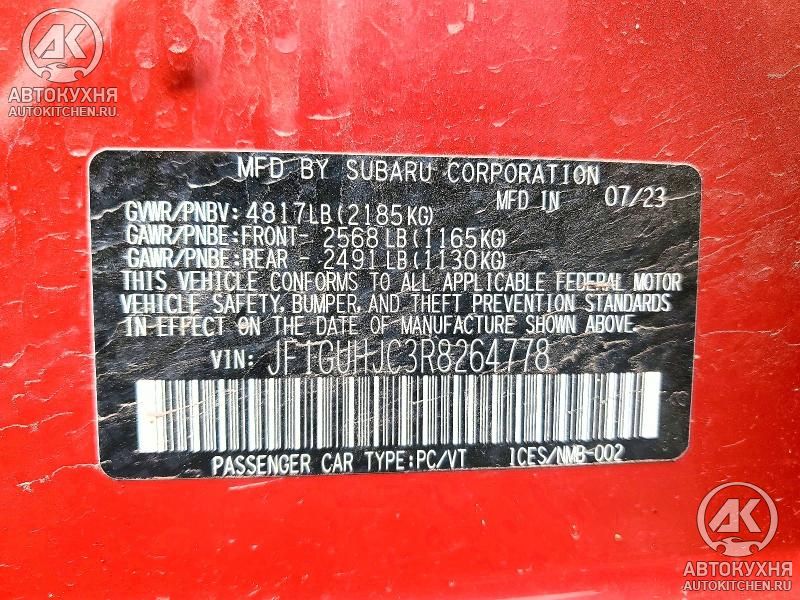 AK
АВТОКУХНЯ
AUTOKITCHEN.RU
MFD BY SUBARU CORPORATION
GVWR/PNBV: 4817LB(2185KG) MFD IN 07/23
GAWR/PNBE:FRONT- 2568LB(1165KG)
GAWR/PNBE:REAR - 2491LB(1130KG)
THIS VEHICLE CONFORMS TO ALL APPLICABLE FEDERAL MOTOR
VEHICLE SAFETY, BUMPER, AND THEFT PREVENTION STANDARDS
IN EFFECT ON THE DATE OF MANUFACTURE SHOWN ABOVE.
VIN: JF1GUHJC3R8264778
PASSENGER CAR TYPE:PC/VT ICES/NMB-002
AK
АВТОКУХНЯ
AUTOKITCHEN.RU